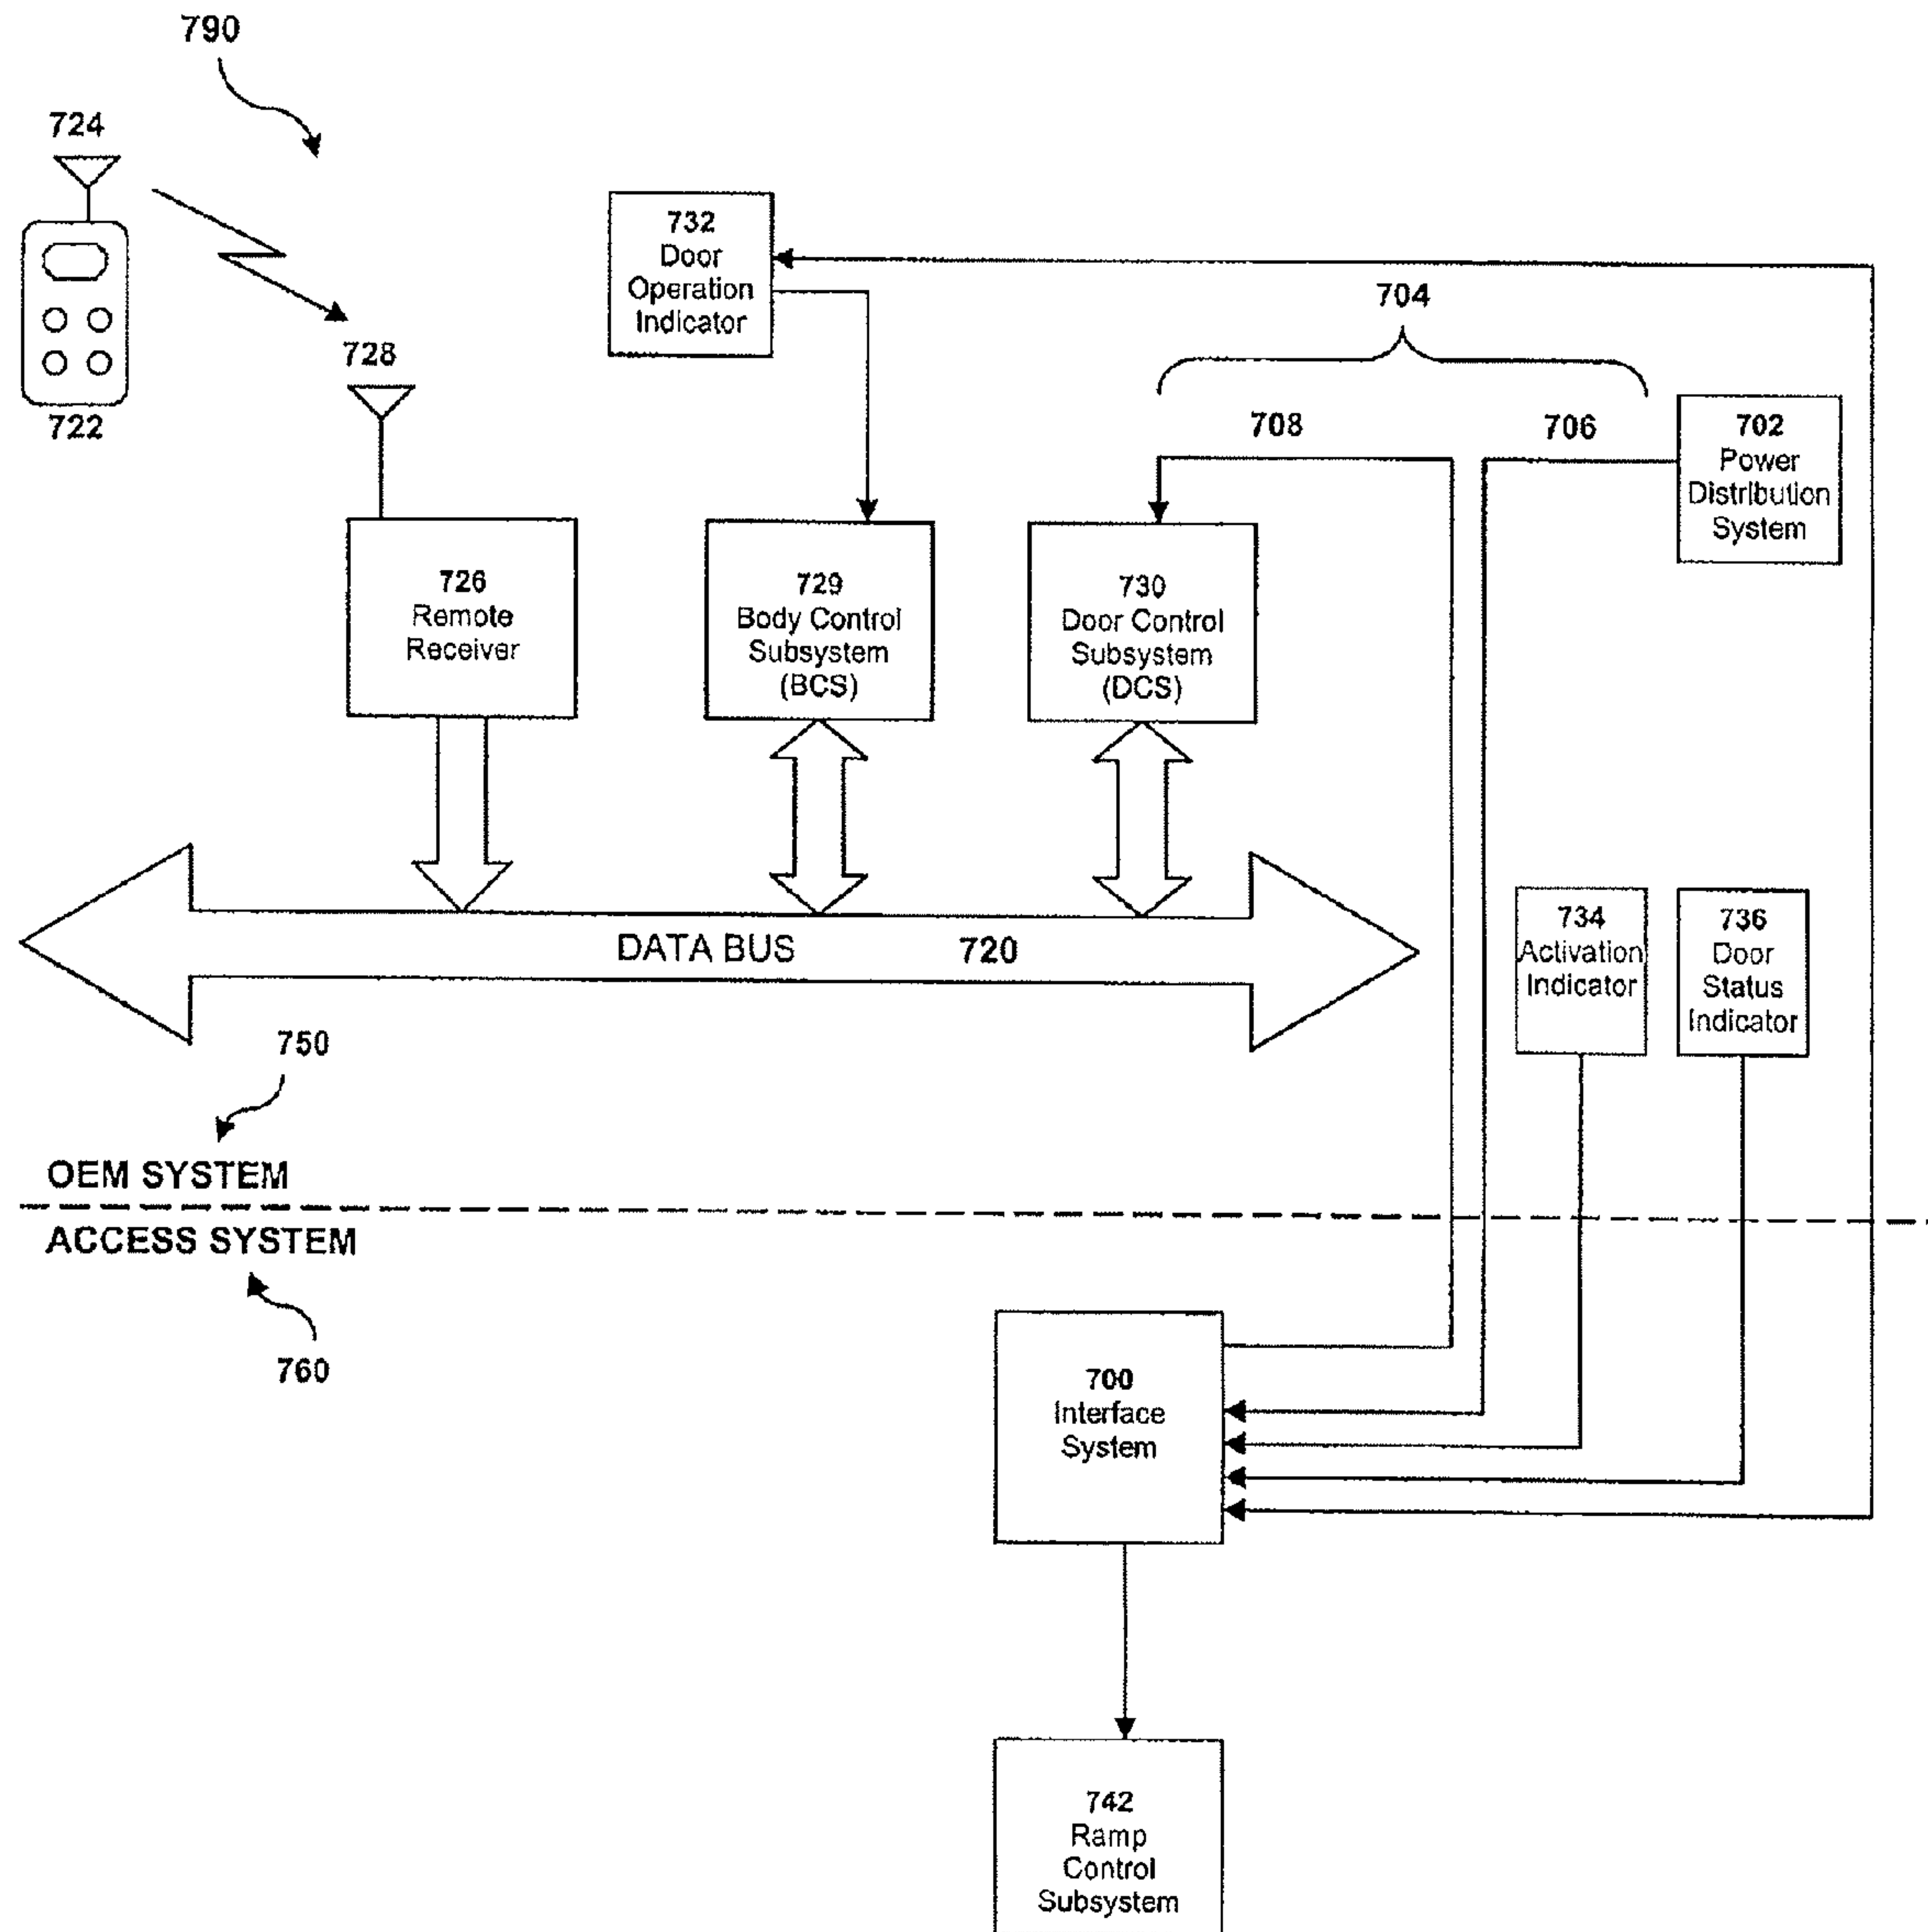 790
724
722
728
732
Door
Operation
Indicator
704
708
706
702
Power
Distribution
System
726
Remote
Receiver
729
Body Control
Subsystem
(BCS)
730
Door Control
Subsystem
(DCS)
DATA BUS 720
734
Activation
Indicator
736
Door
Status
Indicator
750
OEM SYSTEM
ACCESS SYSTEM
760
700
Interface
System
742
Ramp
Control
Subsystem